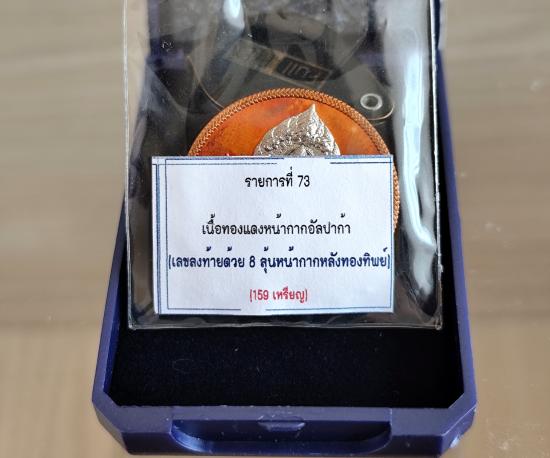 รายการที่ 73
เนื้อทองแดงหน้ากากอัลปาก้า
(เลขลงท้ายด้วย 8 ลุ้นหน้ากากหลังทองทิพย์)
(159 เหรียญ)